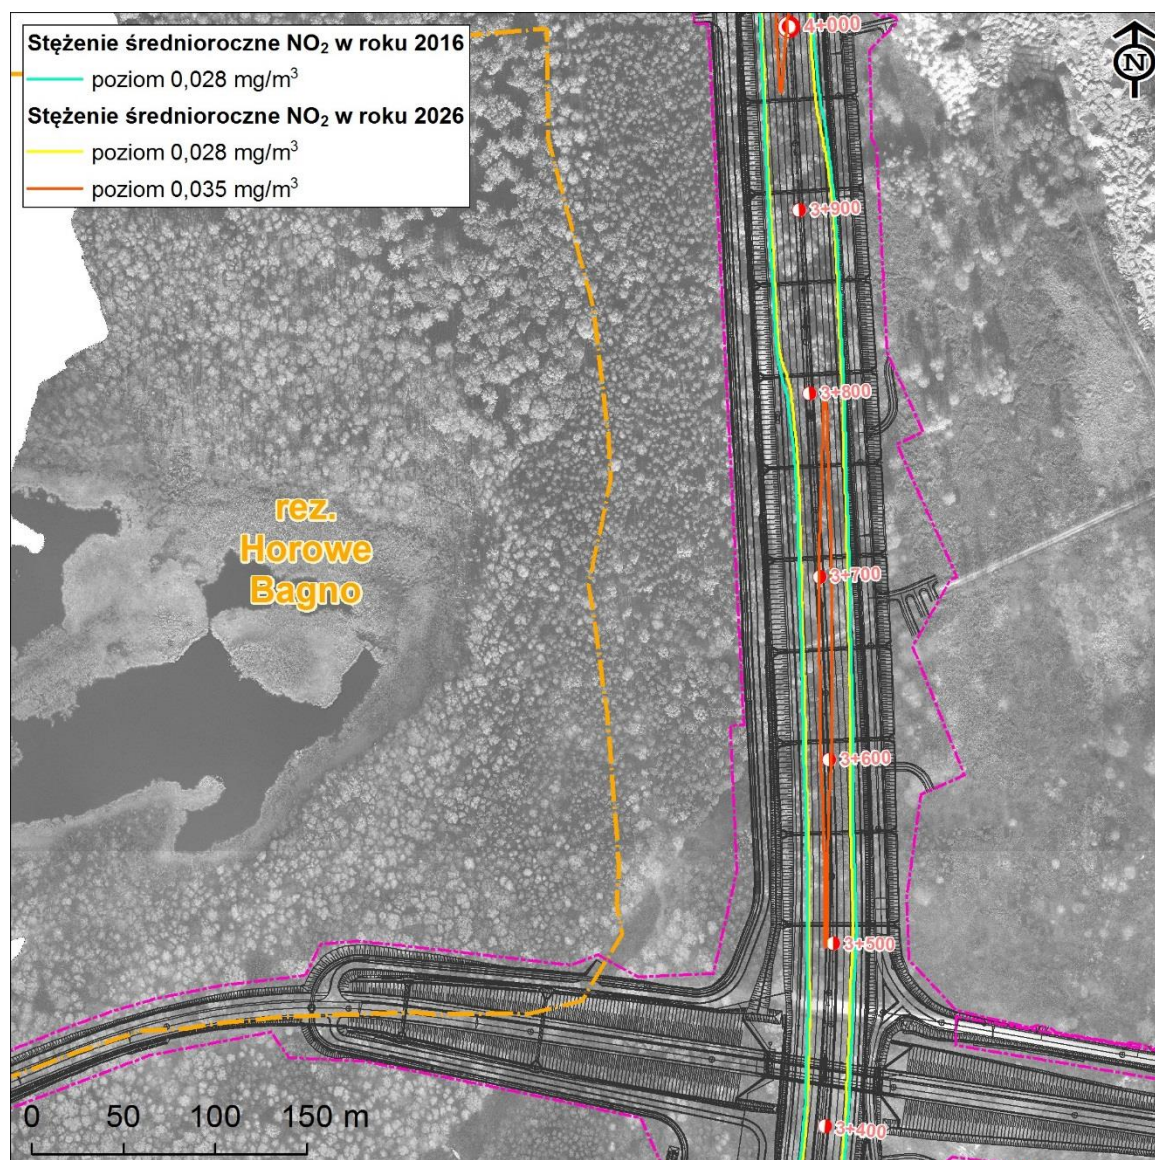 Stężenie średnioroczne NO₂ w roku 2016
poziom 0,028 mg/m³
Stężenie średnioroczne NO₂ w roku 2026
poziom 0,028 mg/m³
poziom 0,035 mg/m³
4+000
N
3+900
3+800
rez.
Horowe
Bagno
3+700
3+600
3+500
0 50 100 150 m
3+400